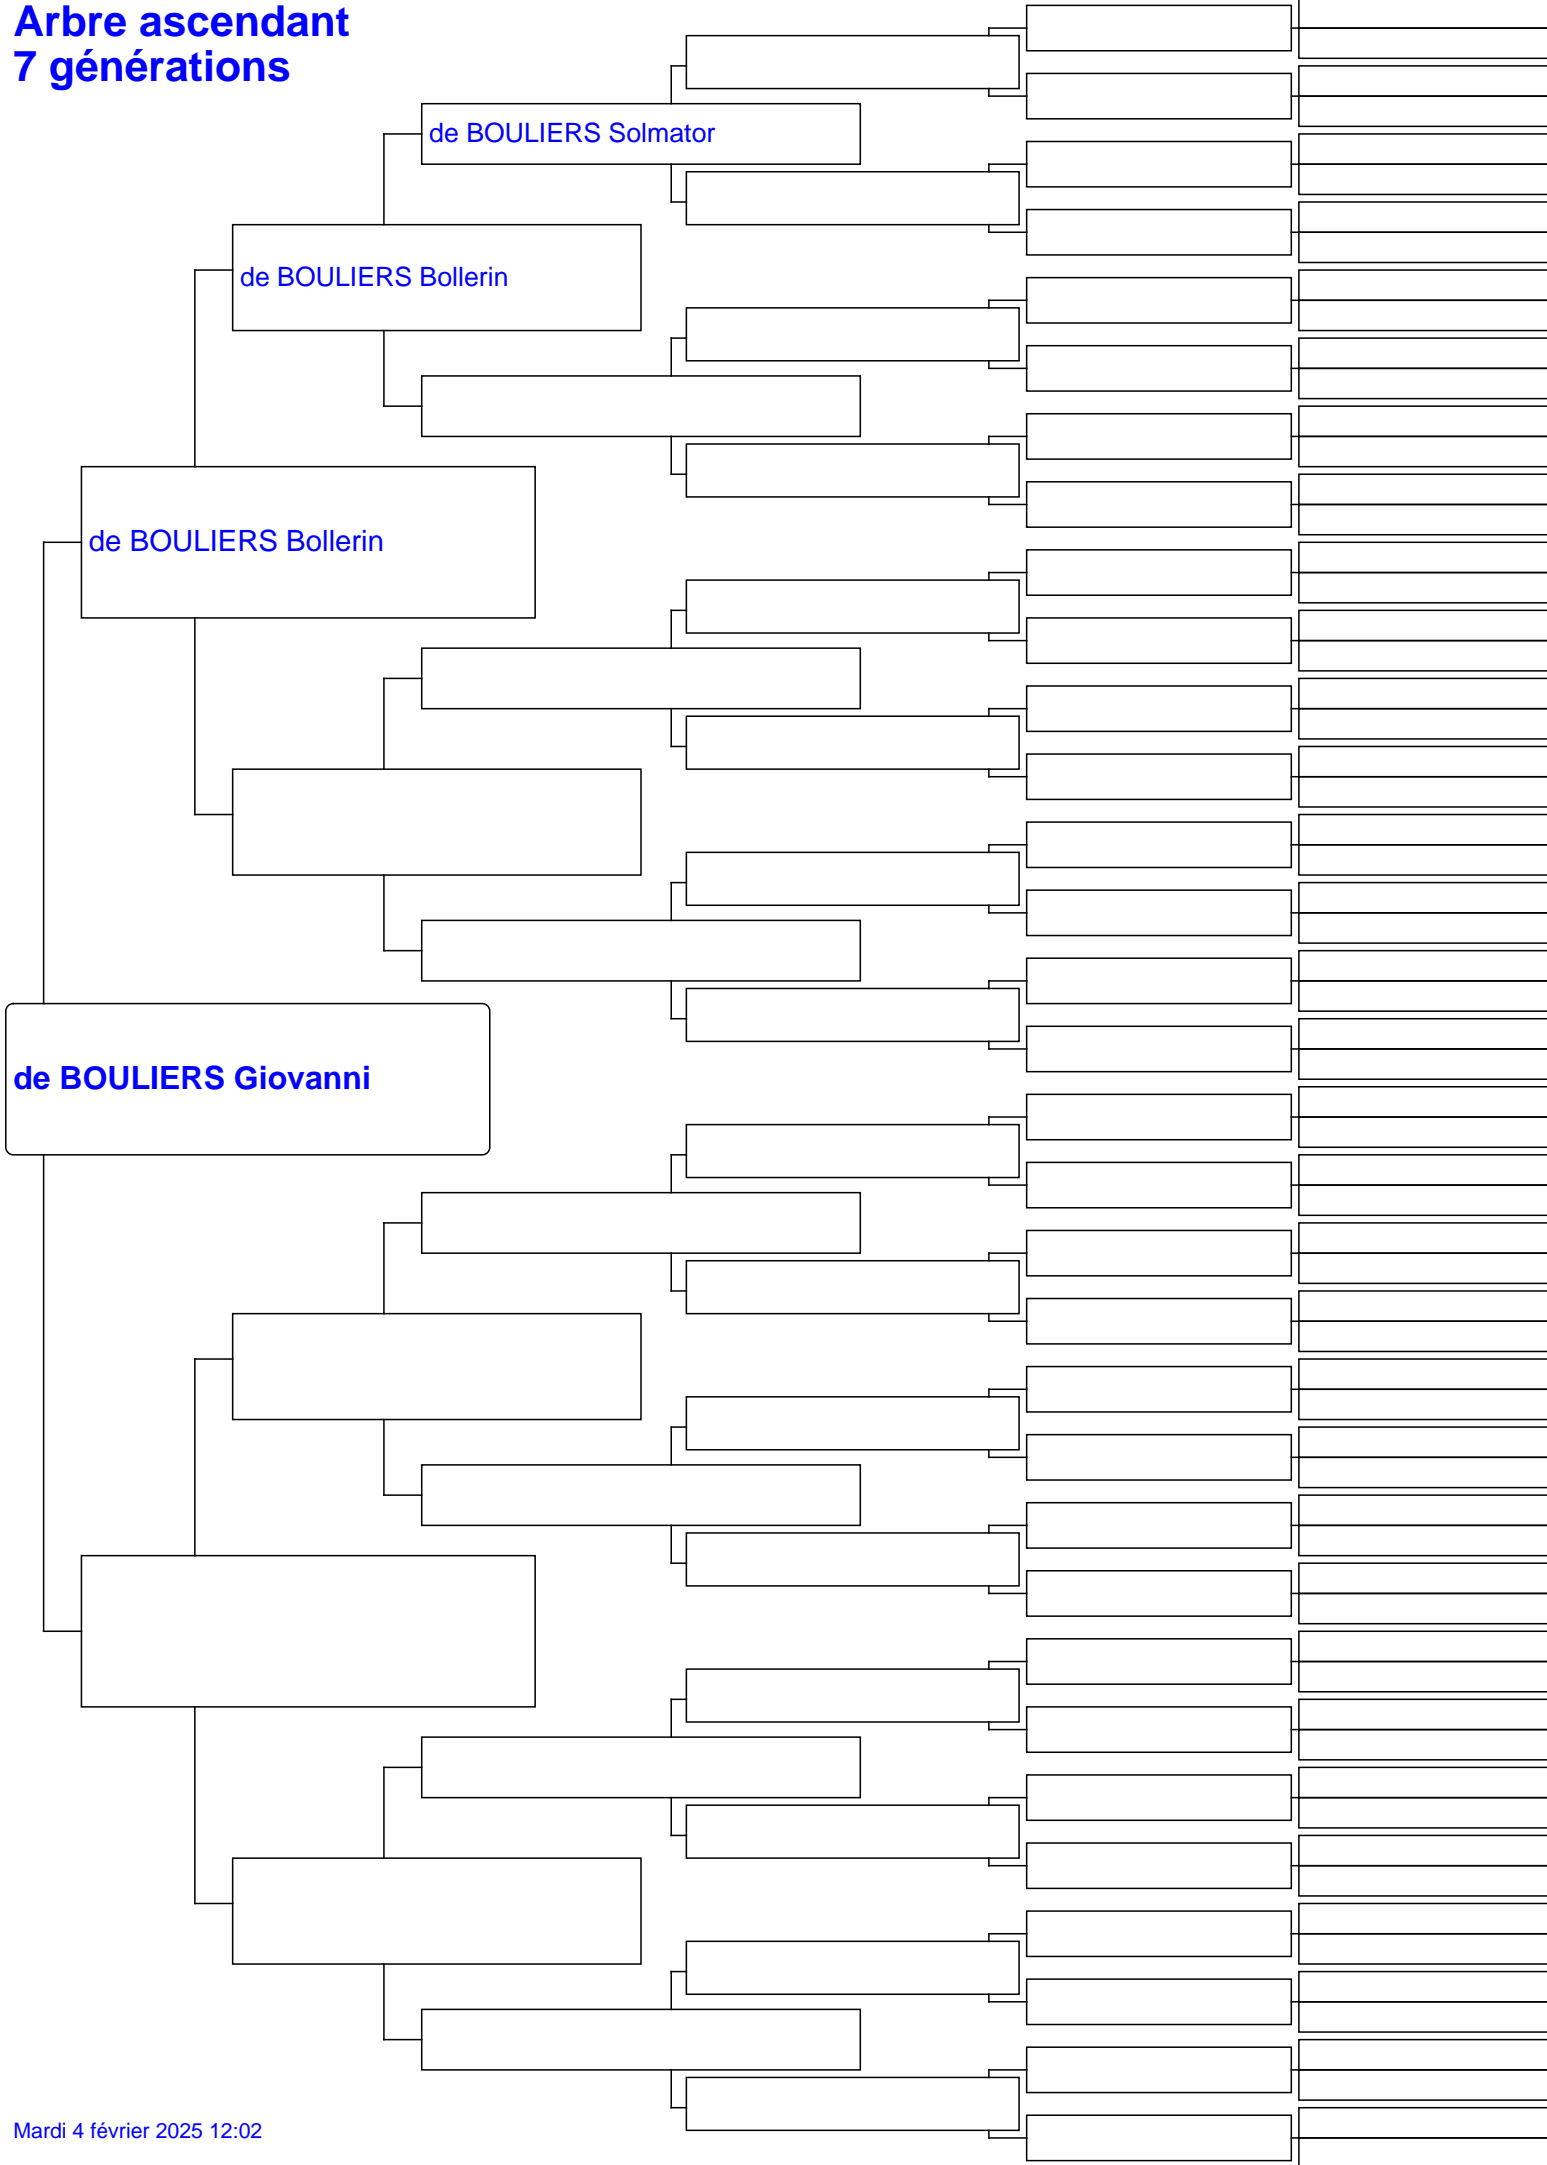 Arbre ascendant
7 générations
de BOULIERS Solmator
de BOULIERS Bollerin
de BOULIERS Bollerin
de BOULIERS Giovanni
Mardi 4 février 2025 12:02